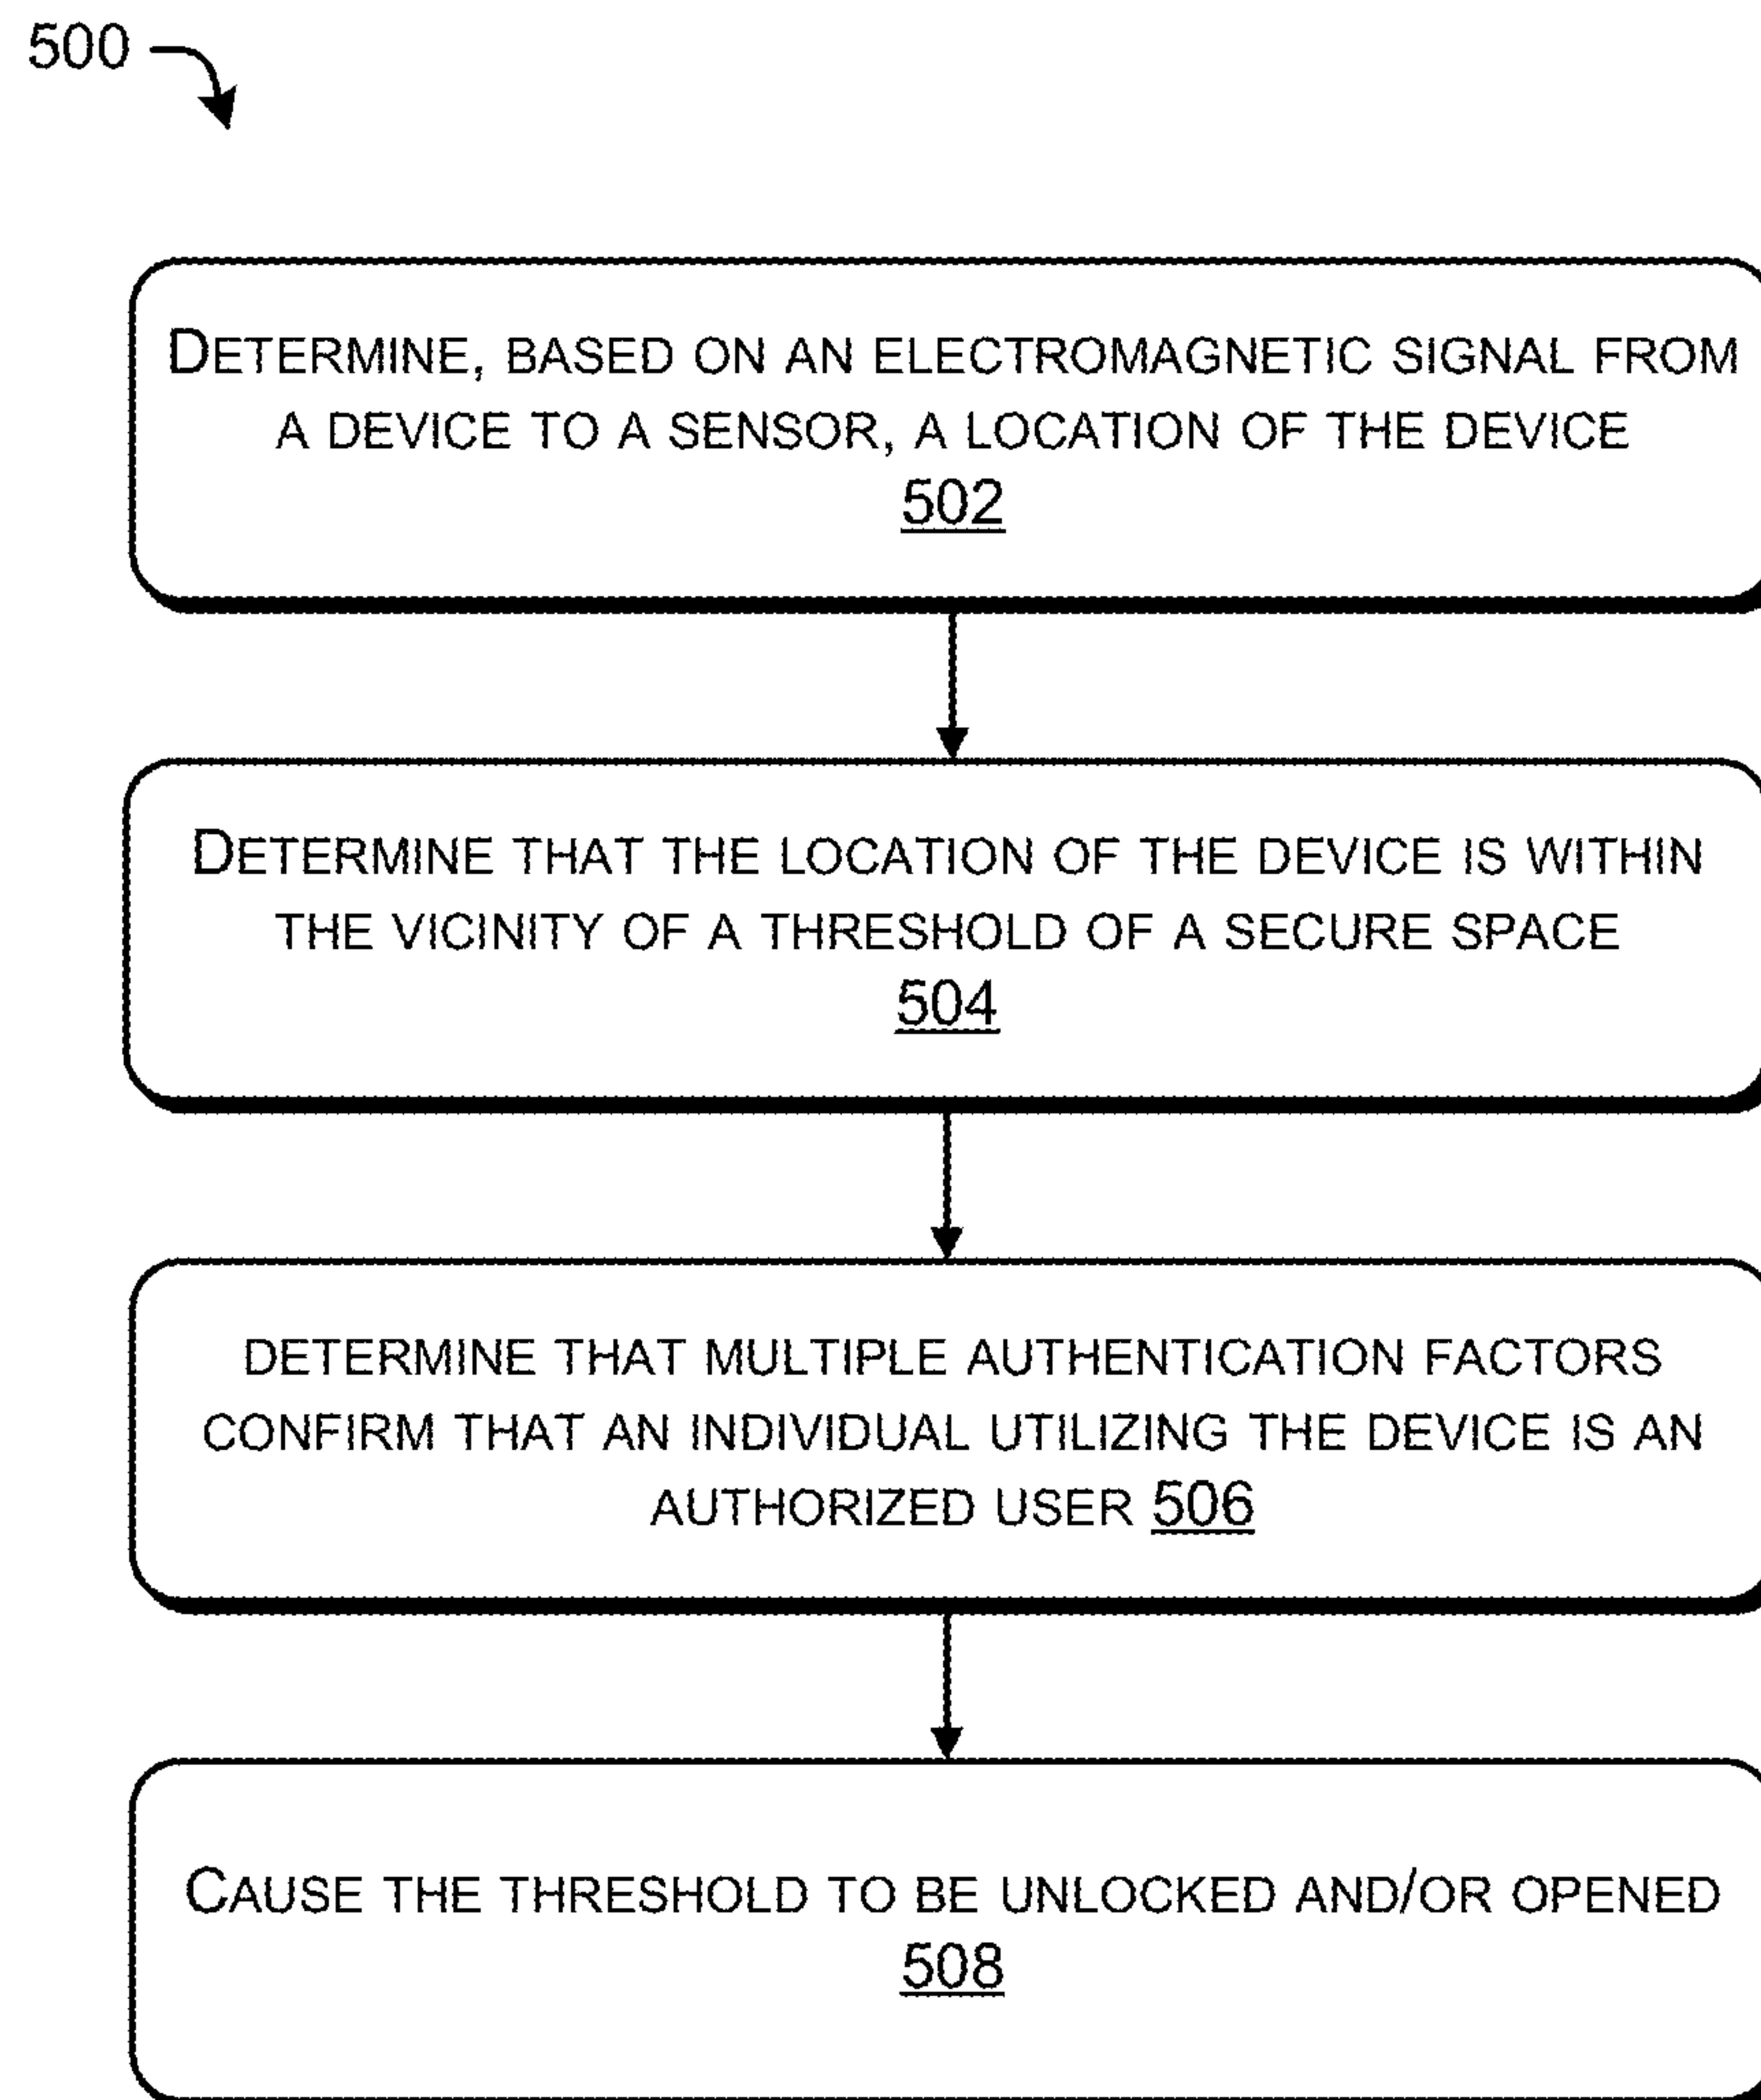 500
DETERMINE, BASED ON AN ELECTROMAGNETIC SIGNAL FROM
A DEVICE TO A SENSOR, A LOCATION OF THE DEVICE
502
DETERMINE THAT THE LOCATION OF THE DEVICE IS WITHIN
THE VICINITY OF A THRESHOLD OF A SECURE SPACE
504
DETERMINE THAT MULTIPLE AUTHENTICATION FACTORS
CONFIRM THAT AN INDIVIDUAL UTILIZING THE DEVICE IS AN
AUTHORIZED USER 506
CAUSE THE THRESHOLD TO BE UNLOCKED AND/OR OPENED
508